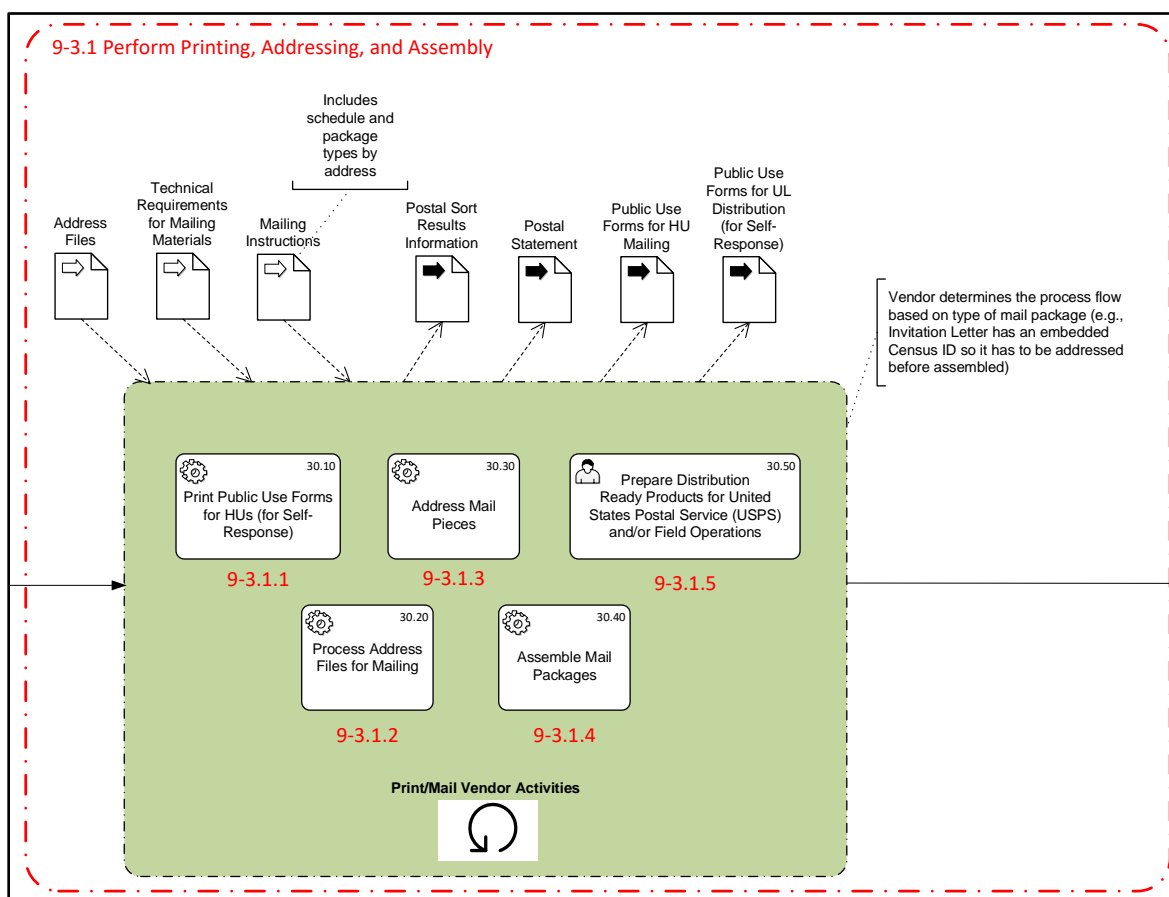 9-3.1 Perform Printing, Addressing, and Assembly
Includes
schedule and
package
types by
address
Address
Files
Technical
Requirements
for Mailing
Materials
Mailing
Instructions
Postal Sort
Results
Information
Postal
Statement
Public Use
Forms for HU
Mailing
Public Use
Forms for UL
Distribution
(for Self-
Response)
Vendor determines the process flow
based on type of mail package (e.g.,
Invitation Letter has an embedded
Census ID so it has to be addressed
before assembled)
30.10
Print Public Use Forms
for HUs (for Self-
Response)
9-3.1.1
30.30
Address Mail
Pieces
9-3.1.3
30.50
Prepare Distribution
Ready Products for United
States Postal Service (USPS)
and/or Field Operations
9-3.1.5
30.20
Process Address
Files for Mailing
9-3.1.2
30.40
Assemble Mail
Packages
9-3.1.4
Print/Mail Vendor Activities